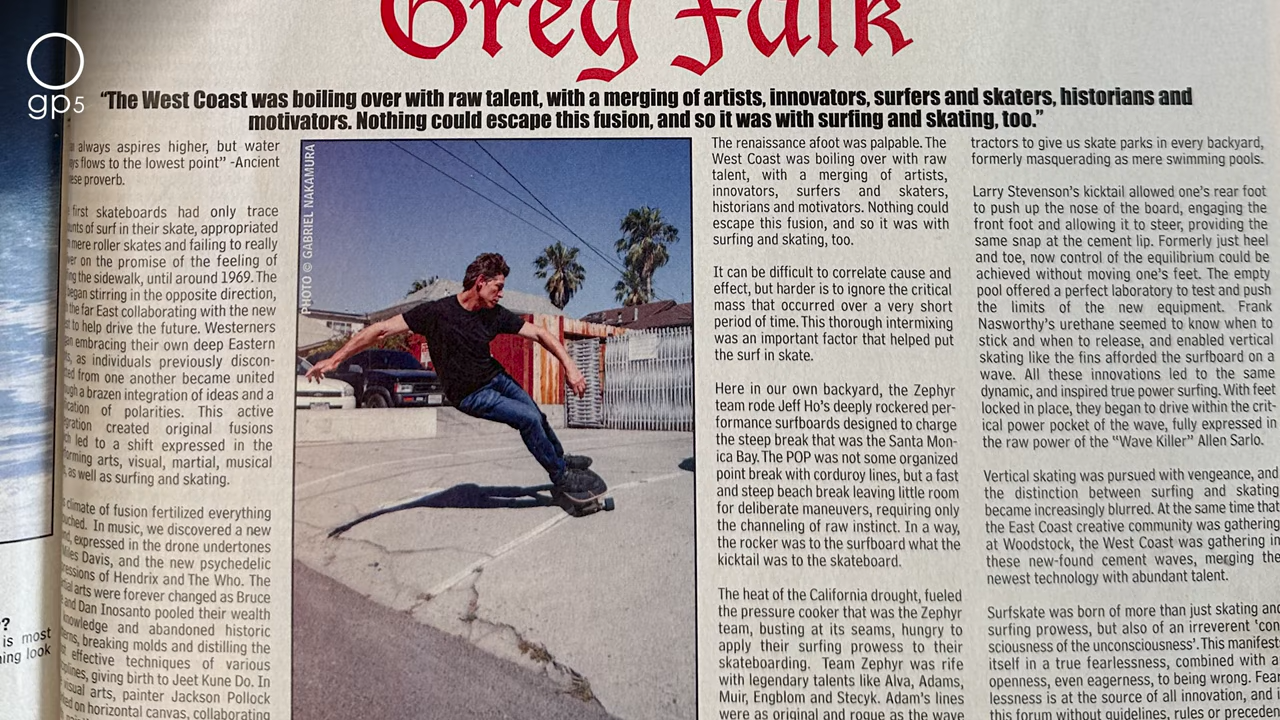 gp5
Greg Falk
“The West Coast was boiling over with raw talent, with a merging of artists, innovators, surfers and skaters, historians and
motivators. Nothing could escape this fusion, and so it was with surfing and skating, too.”
always aspires higher, but water
flows to the lowest point” -Ancient
proverb.
first skateboards had only trace
of surf in their skate, appropriated
mere roller skates and failing to really
on the promise of the feeling of
the sidewalk, until around 1969. The
began stirring in the opposite direction,
the far East collaborating with the new
to help drive the future. Westerners
embracing their own deep Eastern
as individuals previously discon-
from one another became united
a brazen integration of ideas and a
of polarities. This active
created original fusions
led to a shift expressed in the
arts, visual, martial, musical
as well as surfing and skating.
climate of fusion fertilized everything
In music, we discovered a new
expressed in the drone undertones
Davis, and the new psychedelic
of Hendrix and The Who. The
arts were forever changed as Bruce
and Dan Inosanto pooled their wealth
knowledge and abandoned historic
breaking molds and distilling the
effective techniques of various
giving birth to Jeet Kune Do. In
arts, painter Jackson Pollock
on horizontal canvas, collaborating
PHOTO © GABRIEL NAKAMURA
The renaissance afoot was palpable. The
West Coast was boiling over with raw
talent, with a merging of artists,
innovators, surfers and skaters,
historians and motivators. Nothing could
escape this fusion, and so it was with
surfing and skating, too.
It can be difficult to correlate cause and
effect, but harder is to ignore the critical
mass that occurred over a very short
period of time. This thorough intermixing
was an important factor that helped put
the surf in skate.
Here in our own backyard, the Zephyr
team rode Jeff Ho’s deeply rockered per-
formance surfboards designed to charge
the steep break that was the Santa Mon-
ica Bay. The POP was not some organized
point break with corduroy lines, but a fast
and steep beach break leaving little room
for deliberate maneuvers, requiring only
the channeling of raw instinct. In a way,
the rocker was to the surfboard what the
kicktail was to the skateboard.
The heat of the California drought, fueled
the pressure cooker that was the Zephyr
team, busting at its seams, hungry to
apply their surfing prowess to their
skateboarding. Team Zephyr was rife
with legendary talents like Alva, Adams,
Muir, Engblon and Stecyk. Adam’s lines
were as original and rogue as the wave
tractors to give us skate parks in every backyard,
formerly masquerading as mere swimming pools.
Larry Stevenson’s kicktail allowed one’s rear foot
to push up the nose of the board, engaging the
front foot and allowing it to steer, providing the
same snap at the cement lip. Formerly just heel
and toe, now control of the equilibrium could be
achieved without moving one’s feet. The empty
pool offered a perfect laboratory to test and push
the limits of the new equipment. Frank
Nasworthy’s urethane seemed to know when to
stick and when to release, and enabled vertical
skating like the fins afforded the surfboard on a
wave. All these innovations led to the same
dynamic, and inspired true power surfing. With feet
locked in place, they began to drive within the crit-
ical power pocket of the wave, fully expressed in
the raw power of the “Wave Killer” Allen Sarlo.
Vertical skating was pursued with vengeance, and
the distinction between surfing and skating
became increasingly blurred. At the same time that
the East Coast creative community was gathering
at Woodstock, the West Coast was gathering in
these new-found cement waves, merging the
newest technology with abundant talent.
Surfskate was born of more than just skating and
surfing prowess, but also of an irreverent ‘con
sciousness of the unconsciousness’. This manifest
itself in a true fearlessness, combined with a
openness, even eagerness, to being wrong. Fear
lessness is at the source of all innovation, and
this forum without guidelines, rules or preceden
?
is most
look